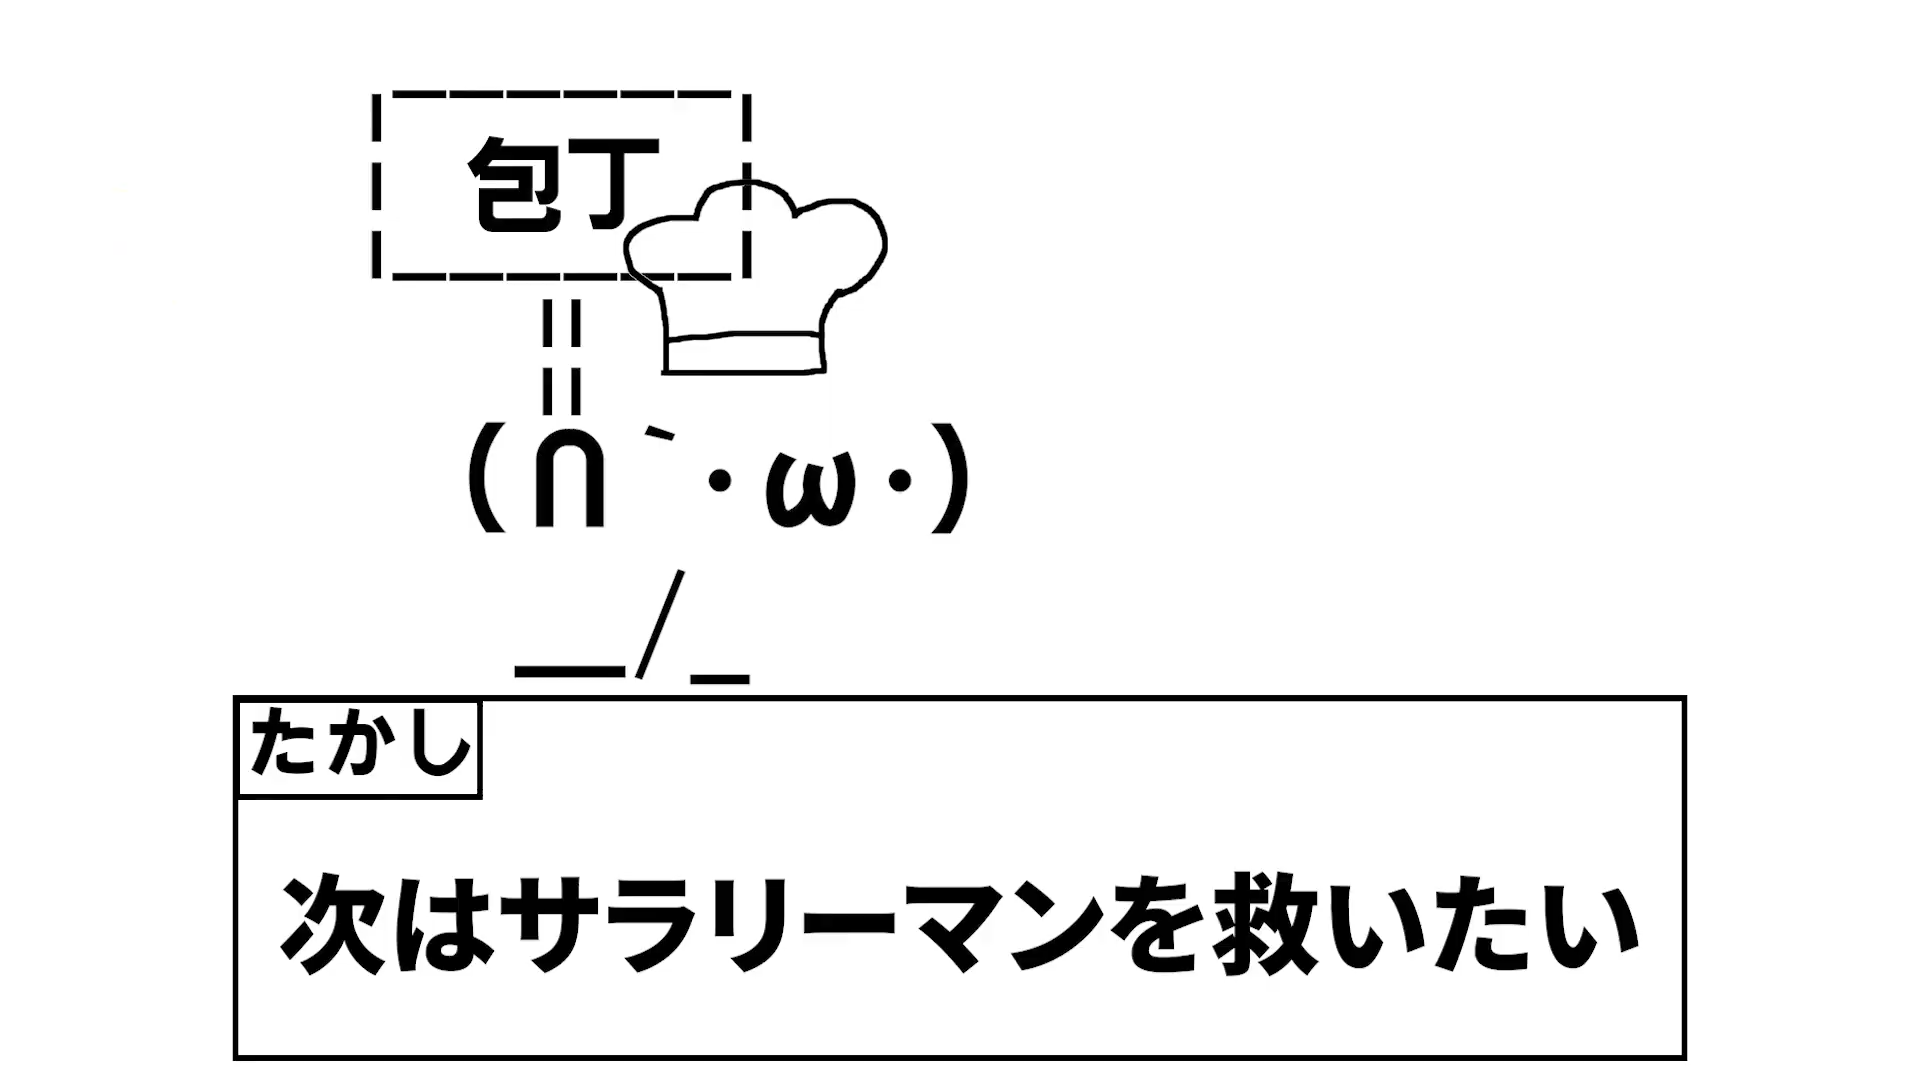 包丁
(∩｀・ω・)
たかし
次はサラリーマンを救いたい